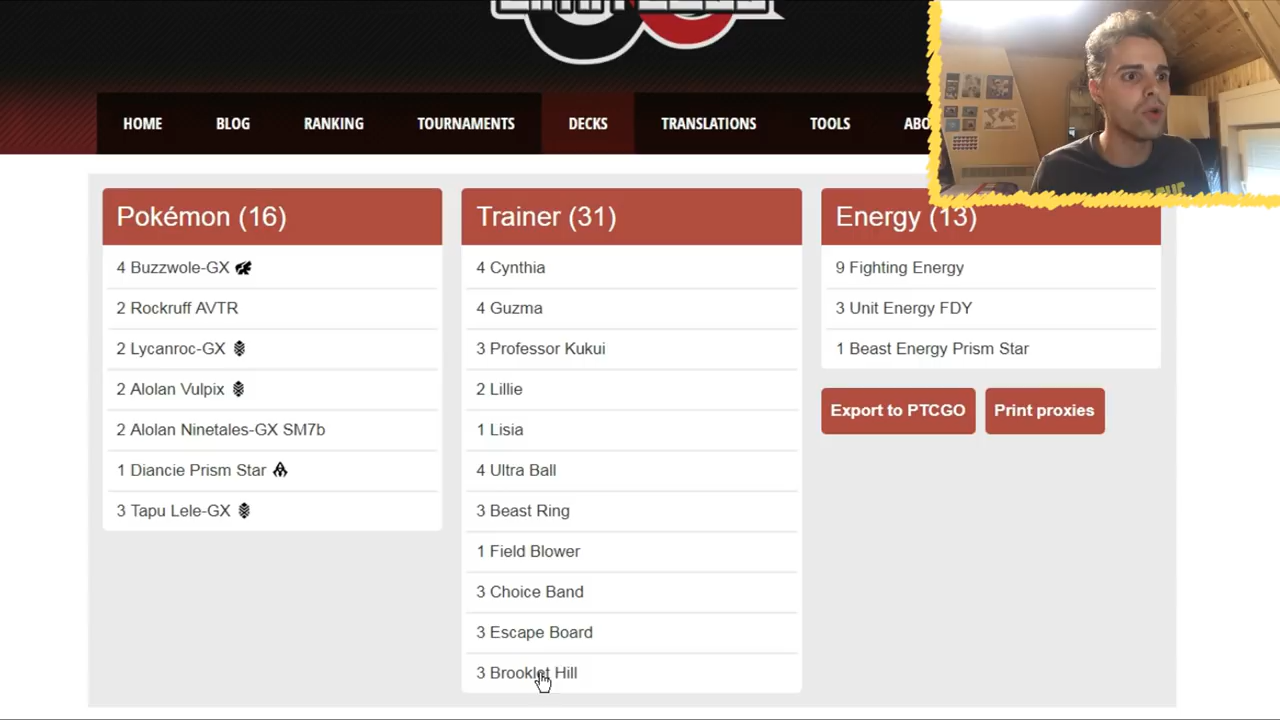 HOME BLOG RANKING TOURNAMENTS DECKS TRANSLATIONS TOOLS
Pokémon (16)
4 Buzzwole-GX
2 Rockruff AVTR
2 Lycanroc-GX
2 Alolan Vulpix
2 Alolan Ninetales-GX SM7b
1 Diancie Prism Star
3 Tapu Lele-GX
Trainer (31)
4 Cynthia
4 Guzma
3 Professor Kukui
2 Lillie
1 Lisia
4 Ultra Ball
3 Beast Ring
1 Field Blower
3 Choice Band
3 Escape Board
3 Brooklet Hill
Energy (13)
9 Fighting Energy
3 Unit Energy FDY
1 Beast Energy Prism Star
Export to PTCGO Print proxies